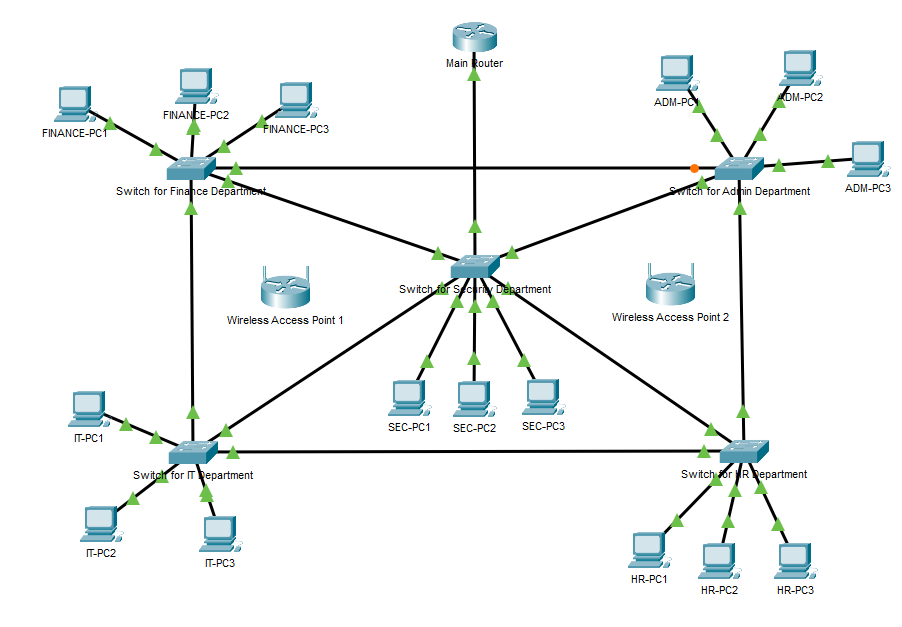 Main Router
FINANCE-PC1
FINANCE-PC2
FINANCE-PC3
ADM-PC1
ADM-PC2
ADM-PC3
Switch for Finance Department
Switch for Admin Department
Switch for Security Department
Wireless Access Point 1
Wireless Access Point 2
SEC-PC1
SEC-PC2
SEC-PC3
IT-PC1
Switch for IT Department
Switch for HR Department
IT-PC2
IT-PC3
HR-PC1
HR-PC2
HR-PC3